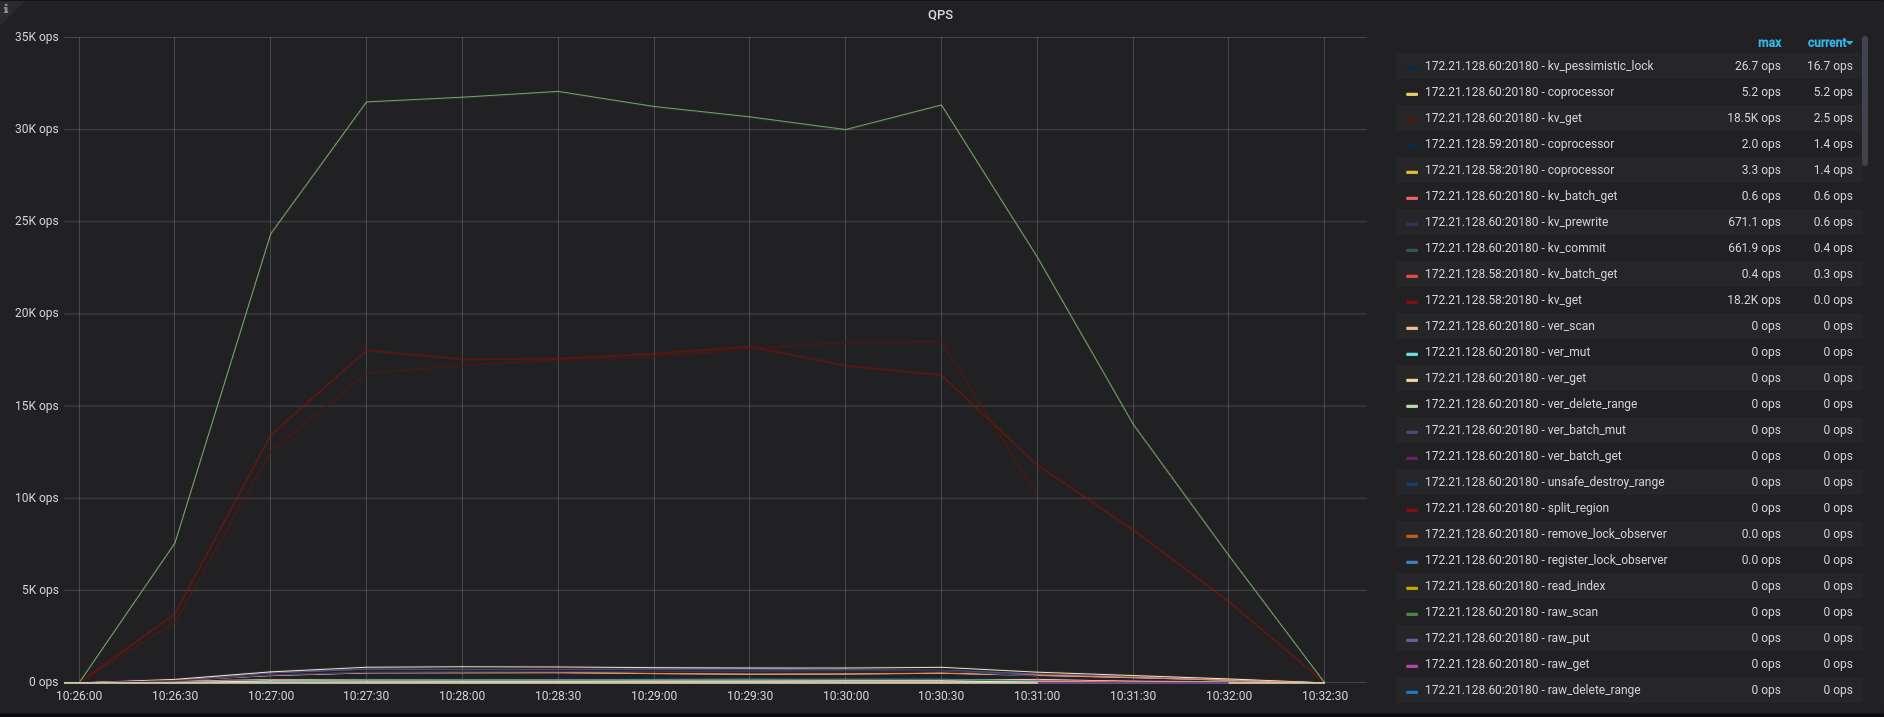 i
QPS
35K ops
30K ops
25K ops
20K ops
15K ops
10K ops
5K ops
0 ops
10:26:00 10:26:30 10:27:00 10:27:30 10:28:00 10:28:30 10:29:00 10:29:30 10:30:00 10:30:30 10:31:00 10:31:30 10:32:00 10:32:30
max current
172.21.128.60:20180 - kv_pessimistic_lock 26.7 ops 16.7 ops
172.21.128.60:20180 - coprocessor 5.2 ops 5.2 ops
172.21.128.60:20180 - kv_get 18.5K ops 2.5 ops
172.21.128.59:20180 - coprocessor 2.0 ops 1.4 ops
172.21.128.58:20180 - coprocessor 3.3 ops 1.4 ops
172.21.128.60:20180 - kv_batch_get 0.6 ops 0.6 ops
172.21.128.60:20180 - kv_prewrite 671.1 ops 0.6 ops
172.21.128.60:20180 - kv_commit 661.9 ops 0.4 ops
172.21.128.58:20180 - kv_batch_get 0.4 ops 0.3 ops
172.21.128.58:20180 - kv_get 18.2K ops 0.0 ops
172.21.128.60:20180 - ver_scan 0 ops 0 ops
172.21.128.60:20180 - ver_mut 0 ops 0 ops
172.21.128.60:20180 - ver_get 0 ops 0 ops
172.21.128.60:20180 - ver_delete_range 0 ops 0 ops
172.21.128.60:20180 - ver_batch_mut 0 ops 0 ops
172.21.128.60:20180 - ver_batch_get 0 ops 0 ops
172.21.128.60:20180 - unsafe_destroy_range 0 ops 0 ops
172.21.128.60:20180 - split_region 0 ops 0 ops
172.21.128.60:20180 - remove_lock_observer 0.0 ops 0 ops
172.21.128.60:20180 - register_lock_observer 0.0 ops 0 ops
172.21.128.60:20180 - read_index 0 ops 0 ops
172.21.128.60:20180 - raw_scan 0 ops 0 ops
172.21.128.60:20180 - raw_put 0 ops 0 ops
172.21.128.60:20180 - raw_get 0 ops 0 ops
172.21.128.60:20180 - raw_delete_range 0 ops 0 ops